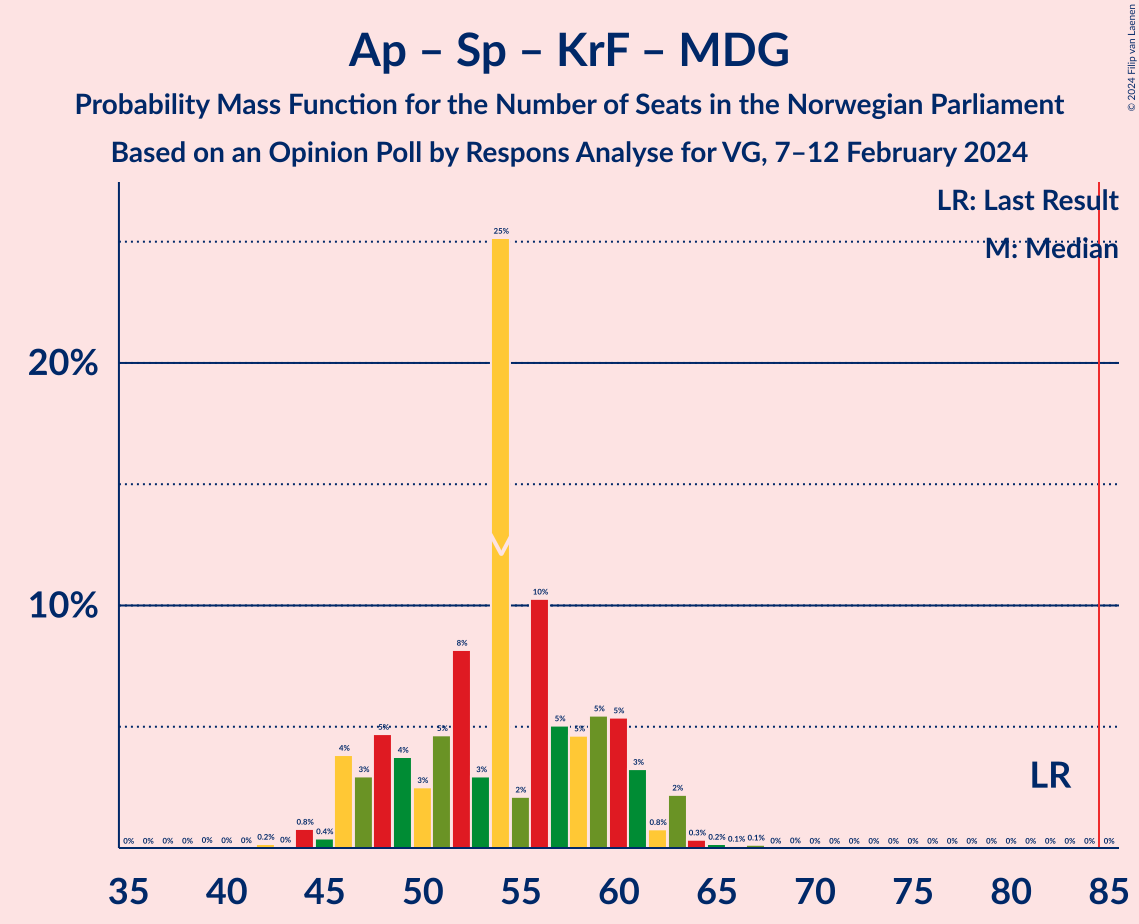 Ap – Sp – KrF – MDG
Probability Mass Function for the Number of Seats in the Norwegian Parliament
Based on an Opinion Poll by Respons Analyse for VG, 7–12 February 2024
© 2024 Filip van Laenen
LR: Last Result
M: Median
20%
10%
0% 0% 0% 0% 0% 0% 0% 0.2% 0% 0.8% 0.4% 4% 3% 5% 4% 3% 5% 8% 3% 25% 2% 10% 5% 5% 5% 5% 3% 0.8% 2% 0.3% 0.2% 0.1% 0.1% 0% 0% 0% 0% 0% 0% 0% 0% 0% 0% 0% 0% 0% 0% 0% 0% 0% 0%
LR
35 40 45 50 55 60 65 70 75 80 85